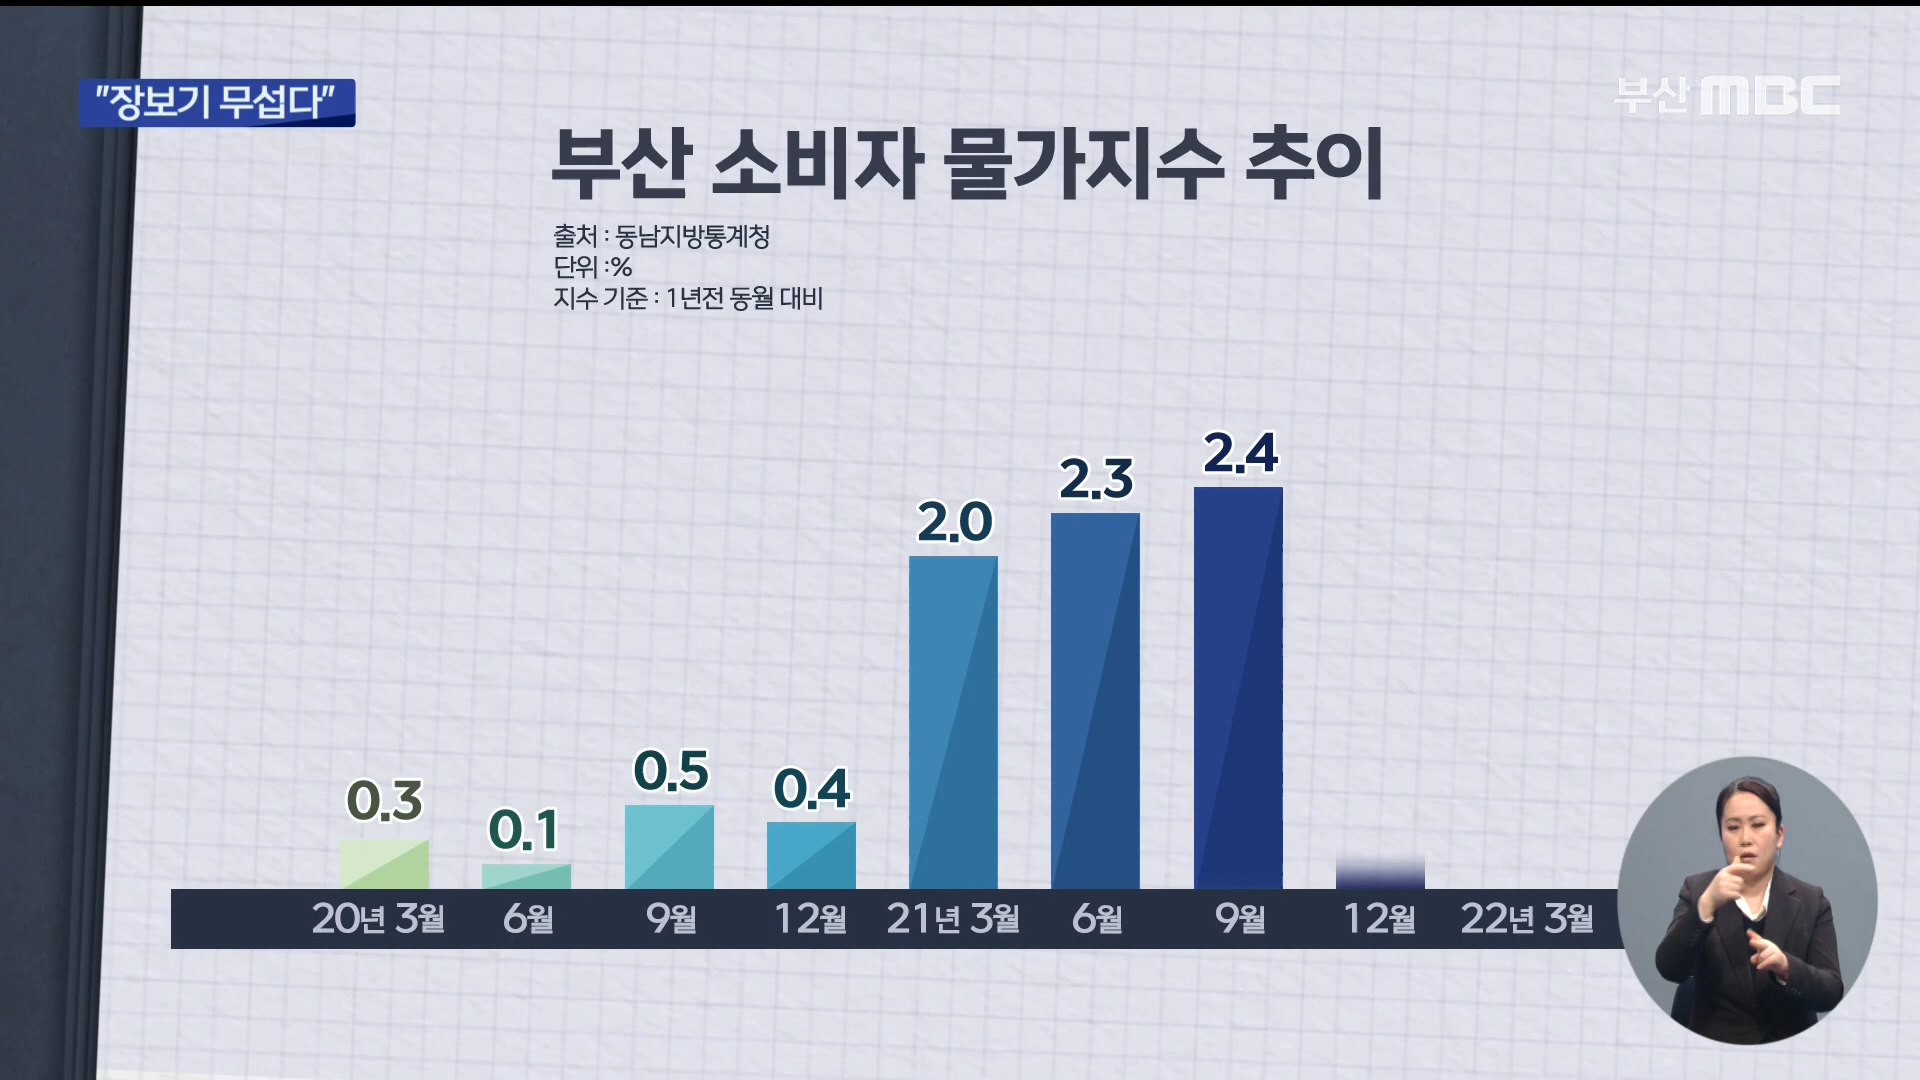 "장보기 무섭다"
부산 MBC
부산 소비자 물가지수 추이
출처 : 동남지방통계청
단위 :%
지수 기준 : 1년전 동월 대비
0.3
0.1
0.5
0.4
2.0
2.3
2.4
20년 3월 6월 9월 12월 21년 3월 6월 9월 12월 22년 3월